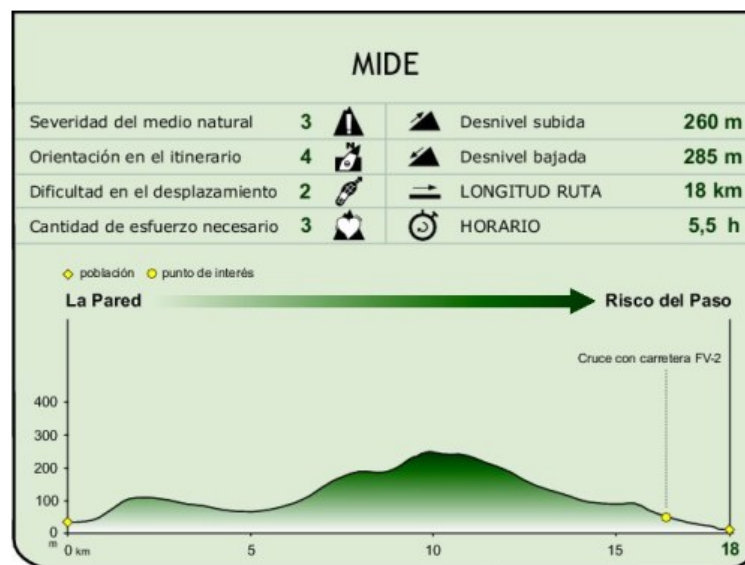 MIDE
Severidad del medio natural 3 Desnivel subida 260 m
Orientación en el itinerario 4 N Desnivel bajada 285 m
Dificultad en el desplazamiento 2 LONGITUD RUTA 18 km
Cantidad de esfuerzo necesario 3 HORARIO 5,5 h
población punto de interés
La Pared Risco del Paso
Cruce con carretera FV-2
400
300
200
100
0
m
0 km 5 10 15 18